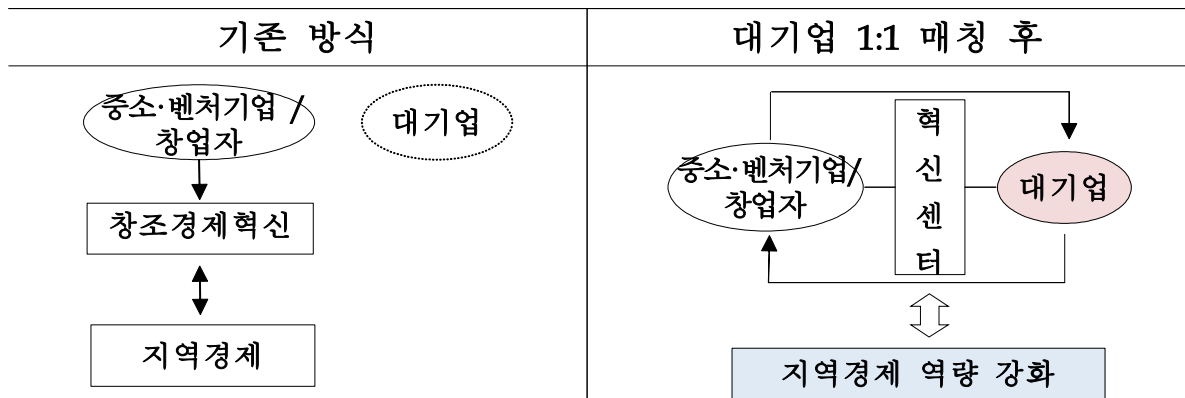 기존 방식
중소·벤처기업 /
창업자
대기업
창조경제혁신
지역경제
대기업 1:1 매칭 후
중소·벤처기업/
창업자
혁
신
센
터
대기업
지역경제 역량 강화